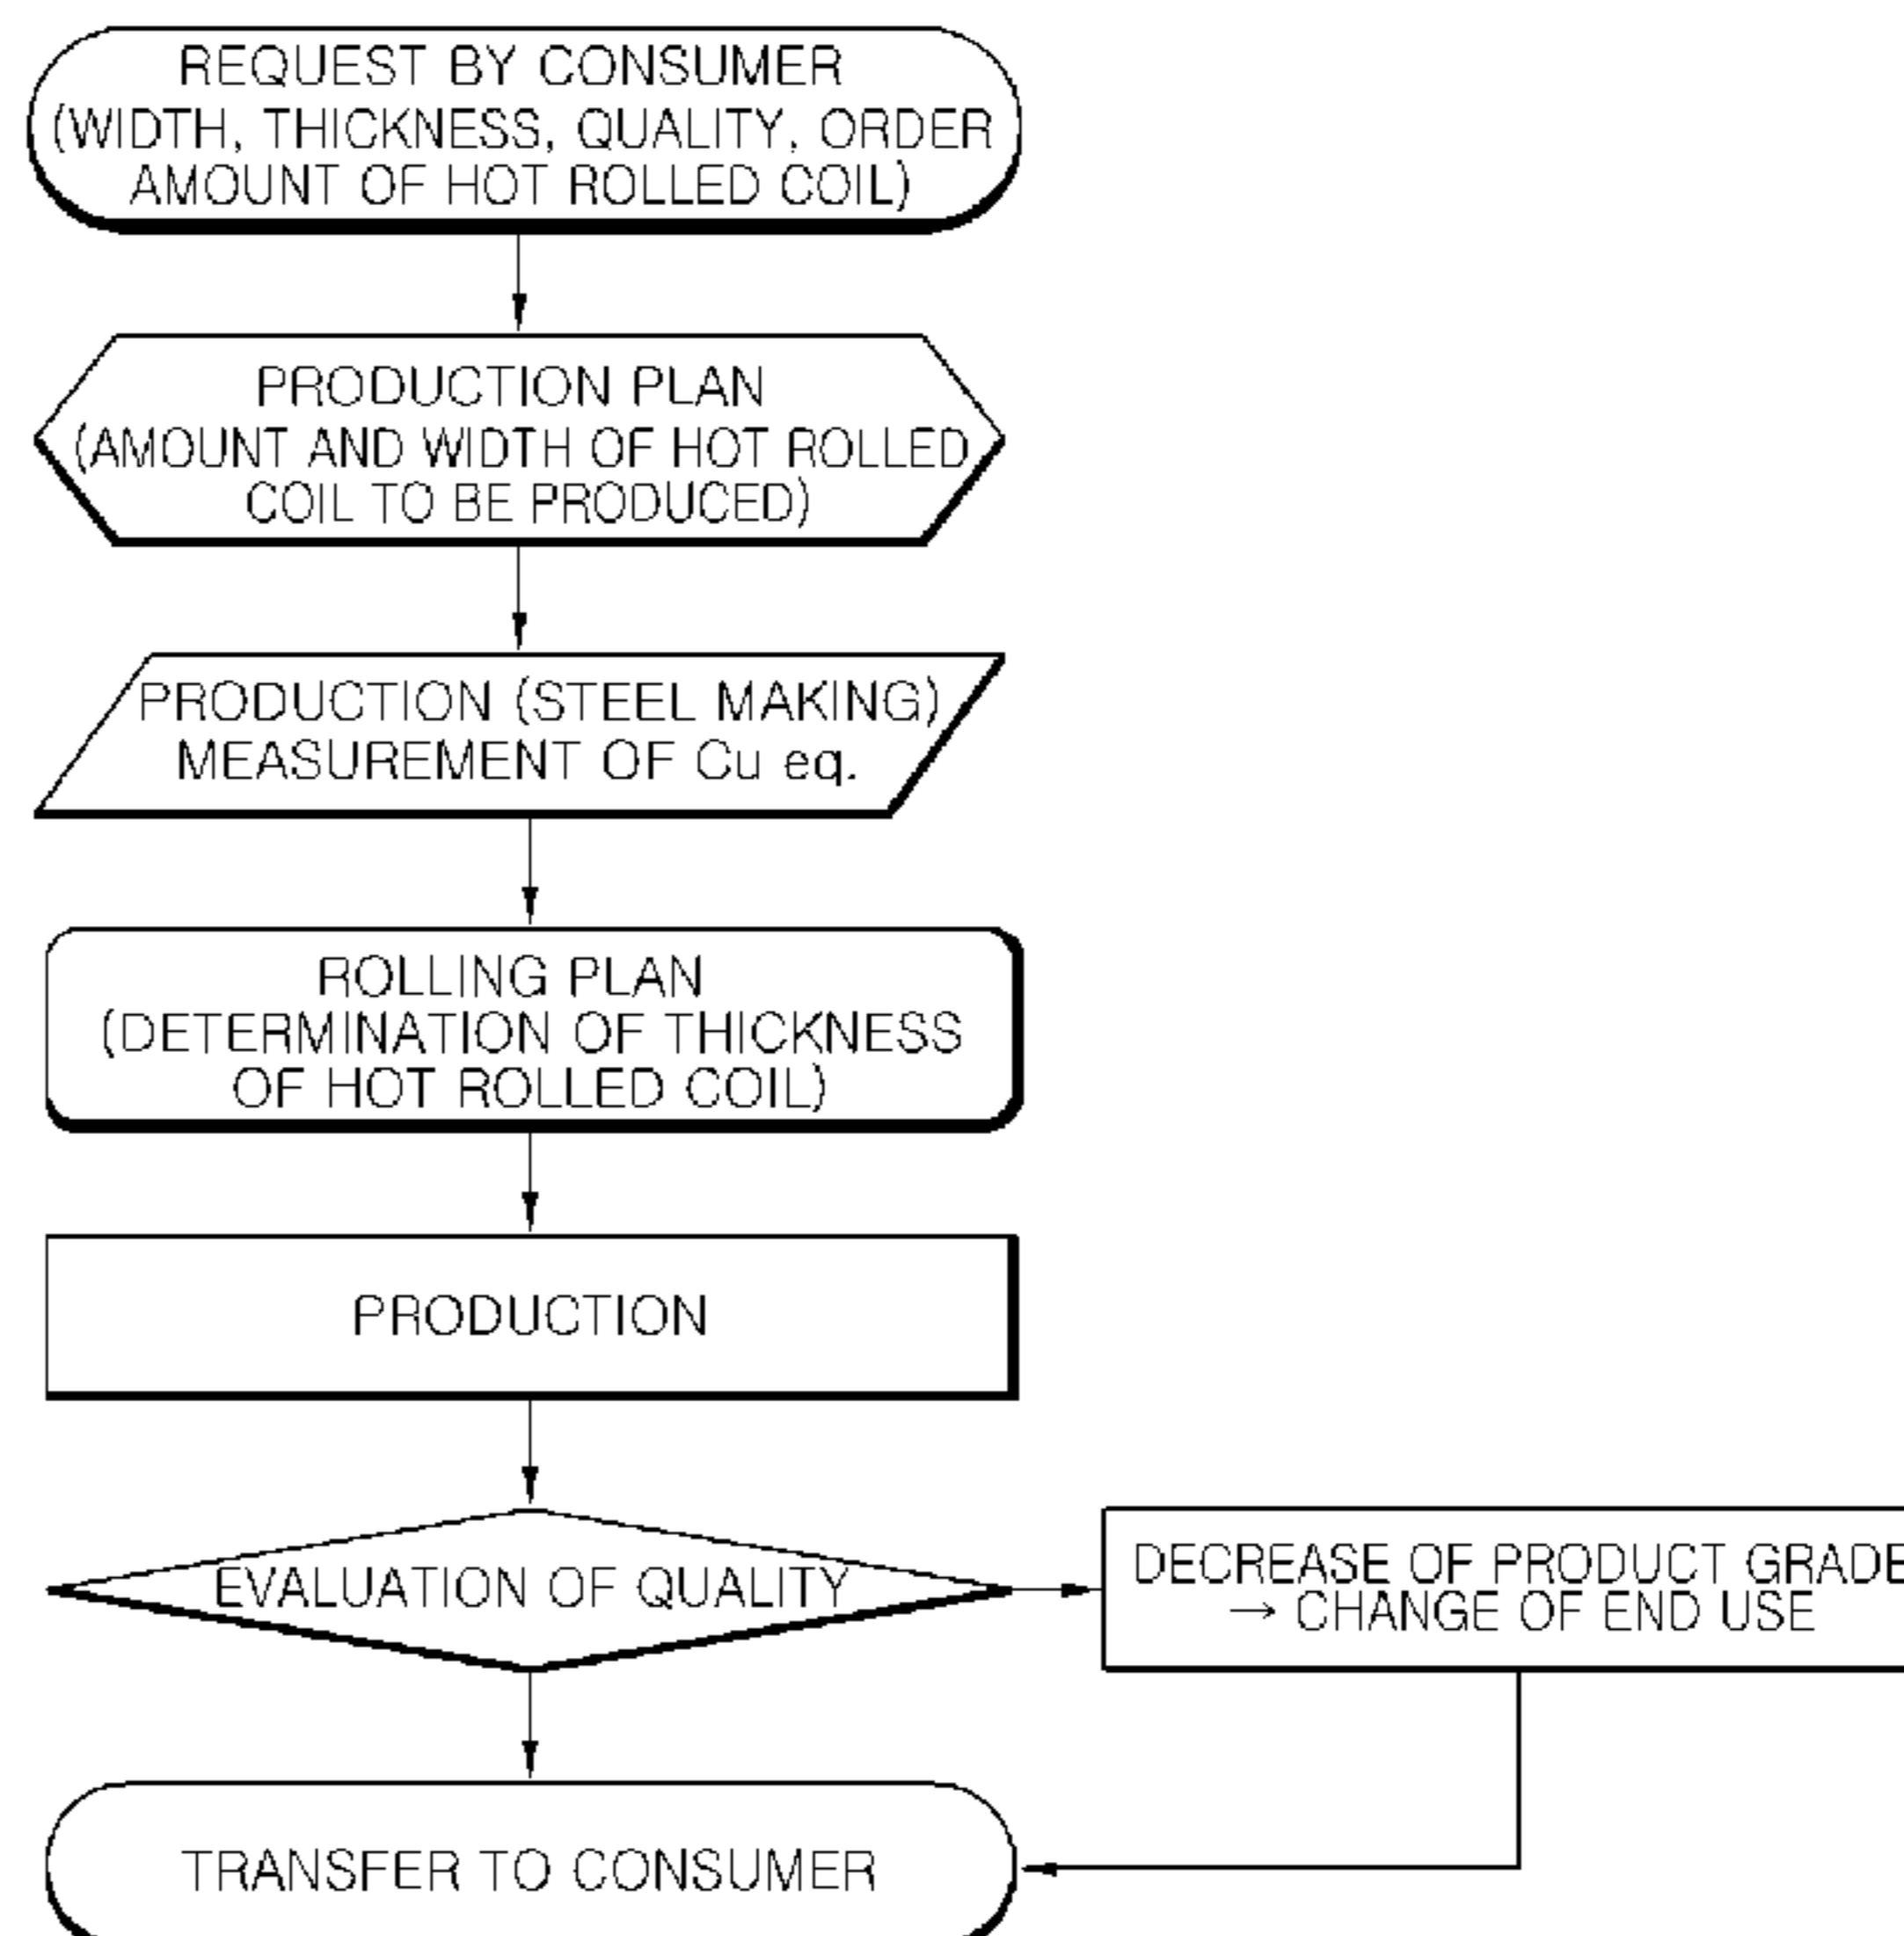 REQUEST BY CONSUMER
(WIDTH, THICKNESS, QUALITY, ORDER
AMOUNT OF HOT ROLLED COIL)
PRODUCTION PLAN
(AMOUNT AND WIDTH OF HOT ROLLED
COIL TO BE PRODUCED)
PRODUCTION (STEEL MAKING)
MEASUREMENT OF Cu eq.
ROLLING PLAN
(DETERMINATION OF THICKNESS
OF HOT ROLLED COIL)
PRODUCTION
EVALUATION OF QUALITY
DECREASE OF PRODUCT GRADE
→ CHANGE OF END USE
TRANSFER TO CONSUMER